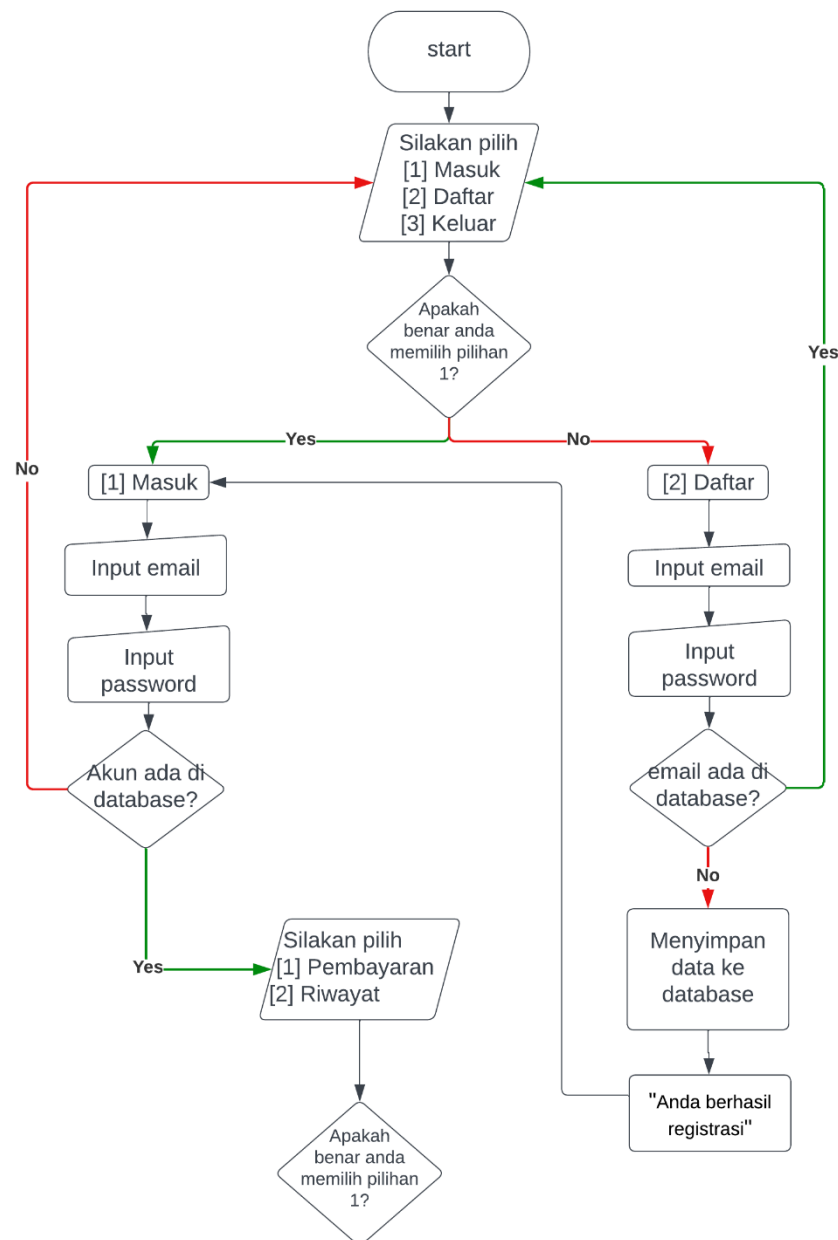 start
Silakan pilih
[1] Masuk
[2] Daftar
[3] Keluar
Apakah
benar anda
memilih pilihan
1?
Yes
No
Yes
No
[1] Masuk
[2] Daftar
Input email
Input email
Input
password
Input
password
Akun ada di
database?
email ada di
database?
No
Yes
Silakan pilih
[1] Pembayaran
[2] Riwayat
Menyimpan
data ke
database
"Anda berhasil
registrasi"
Apakah
benar anda
memilih pilihan
1?